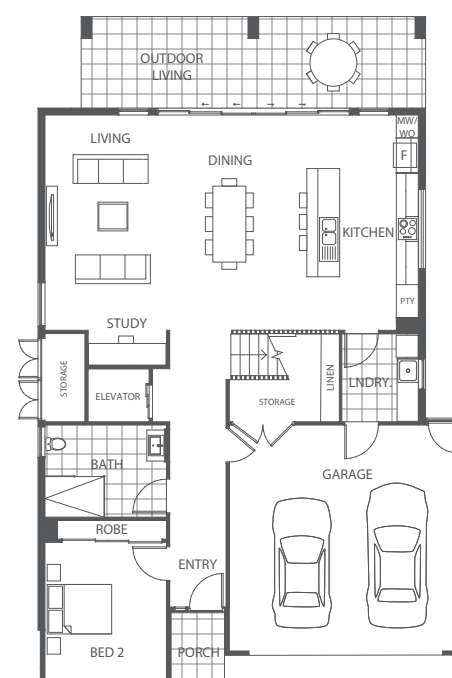 OUTDOOR
LIVING
LIVING
DINING
MW/
WO
F
KITCHEN
PTY
STUDY
STORAGE
ELEVATOR
LINEN
LNDRY.
STORAGE
BATH
GARAGE
ROBE
ENTRY
BED 2
PORCH